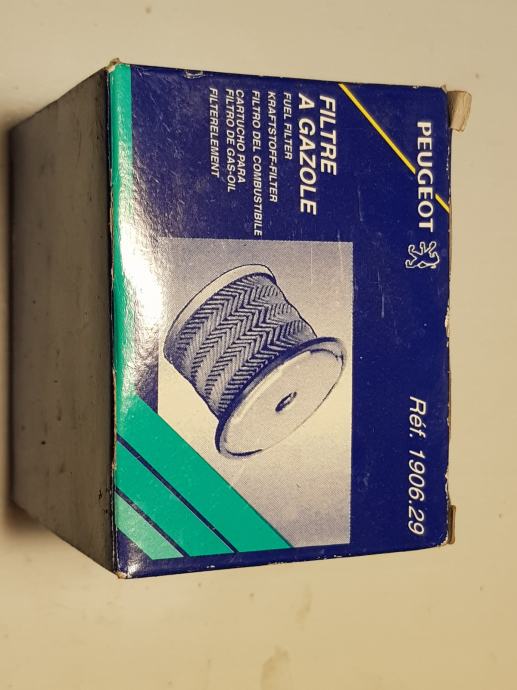 PEUGEOT
Réf. 1906.29
FILTRE
A GAZOLE
FUEL FILTER
KRAFTSTOFF-FILTER
FILTRO DEL COMBUSTIBILE
CARTUCHO PARA
FILTRO DE GAS-OIL
FILTERELEMENT